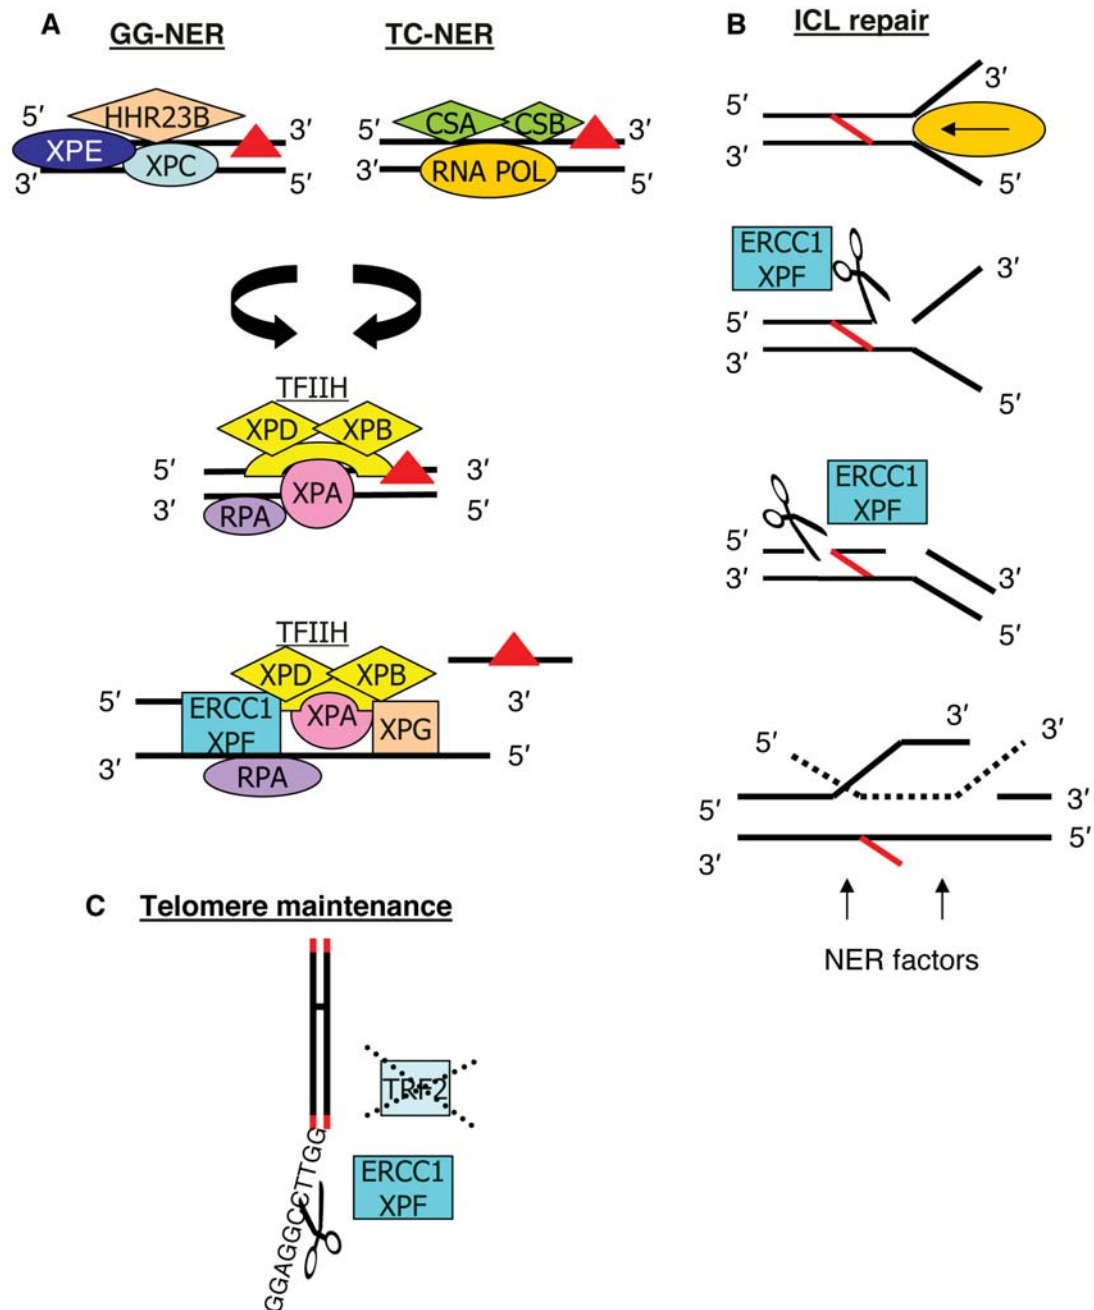 A
GG-NER
TC-NER
5′
HHR23B
3′
XPE
XPC
3′
5′
5′
CSA
CSB
3′
3′
RNA POL
5′
TFIIH
XPD
XPB
5′
3′
XPA
3′
RPA
5′
TFIIH
XPD
XPB
5′
ERCC1
XPF
XPA
XPG
3′
3′
RPA
5′
B
ICL repair
3′
5′
3′
5′
ERCC1
XPF
3′
5′
3′
5′
ERCC1
XPF
5′
3′
3′
5′
3′
5′
3′
5′
3′
3′
5′
NER factors
C
Telomere maintenance
TRF2
ERCC1
XPF
GGAGGCCTTGG